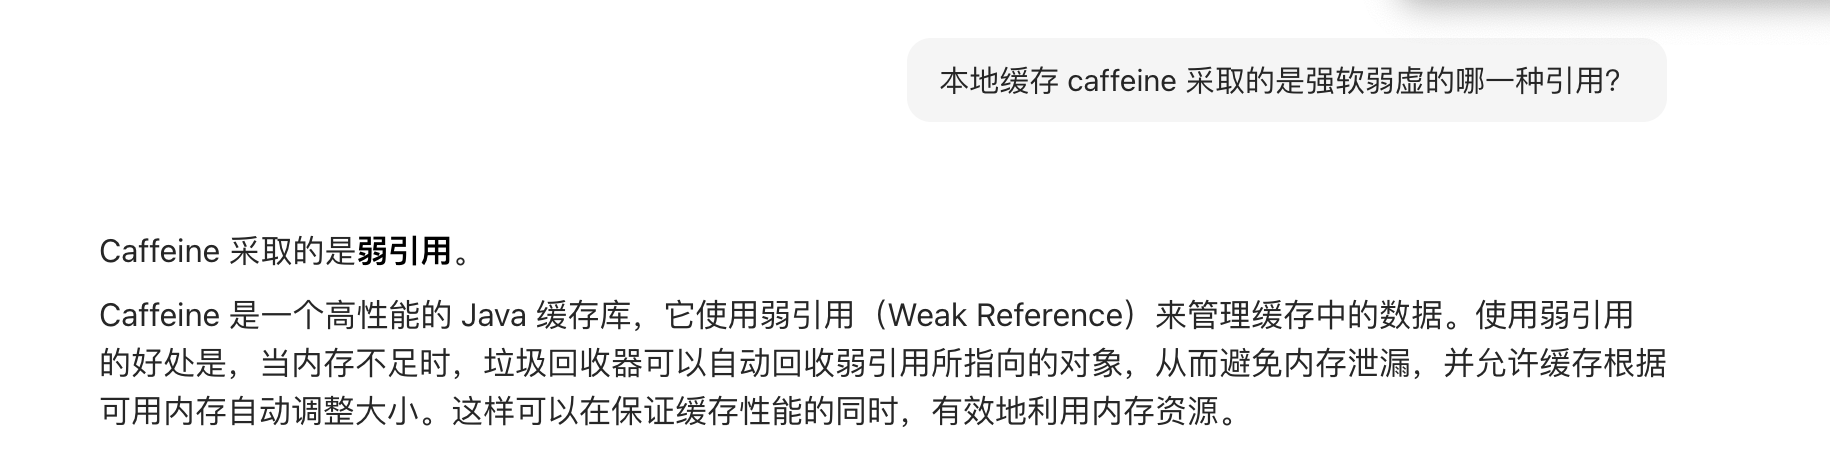 本地缓存 caffeine 采取的是强软弱虚的哪一种引用?
Caffeine 采取的是弱引用。
Caffeine 是一个高性能的 Java 缓存库，它使用弱引用（Weak Reference）来管理缓存中的数据。使用弱引用
的好处是，当内存不足时，垃圾回收器可以自动回收弱引用所指向的对象，从而避免内存泄漏，并允许缓存根据
可用内存自动调整大小。这样可以在保证缓存性能的同时，有效地利用内存资源。